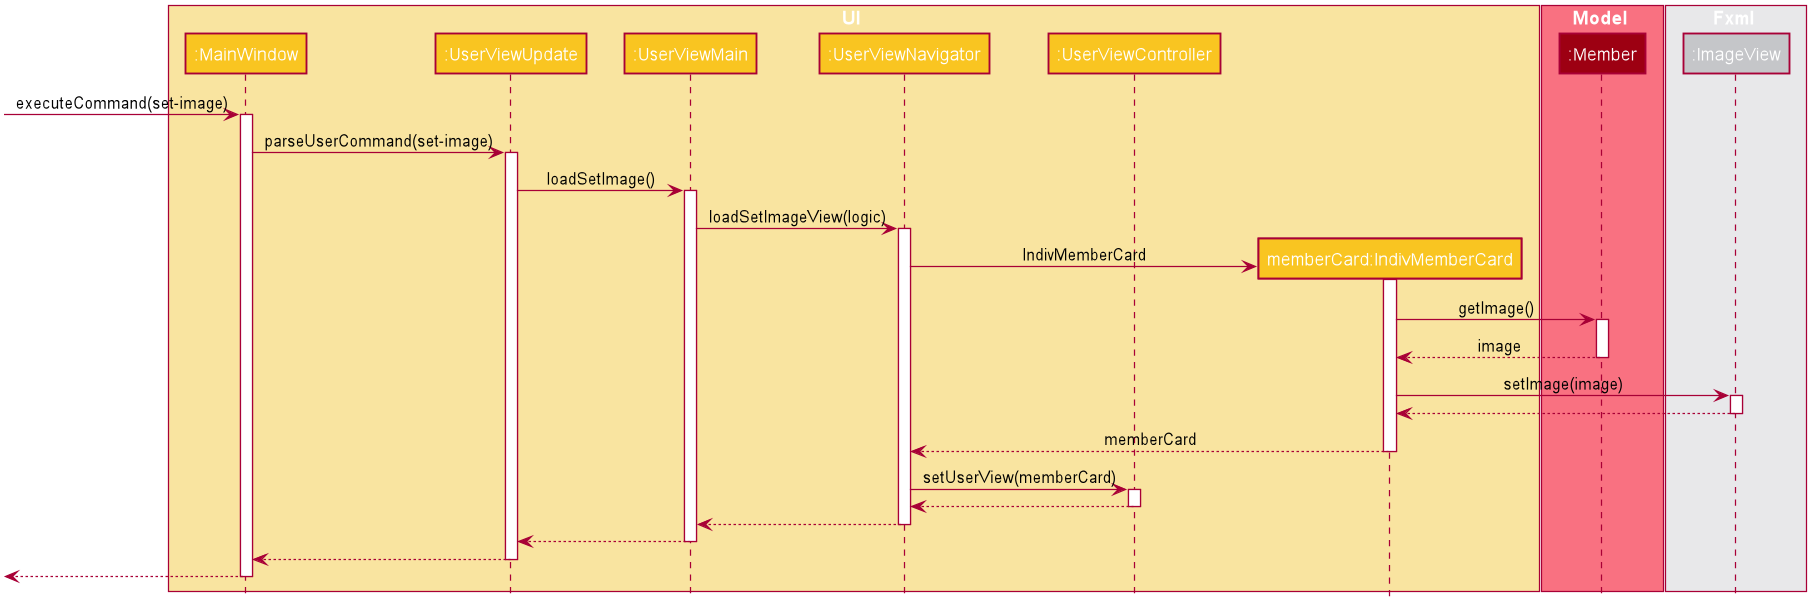 UI
Model
Fxml
:MainWindow
:UserViewUpdate
:UserViewMain
:UserViewNavigator
:UserViewController
:Member
:ImageView
executeCommand(set-image)
parseUserCommand(set-image)
loadSetImage()
loadSetImageView(logic)
IndivMemberCard
memberCard:IndivMemberCard
getImage()
image
setImage(image)
memberCard
setUserView(memberCard)